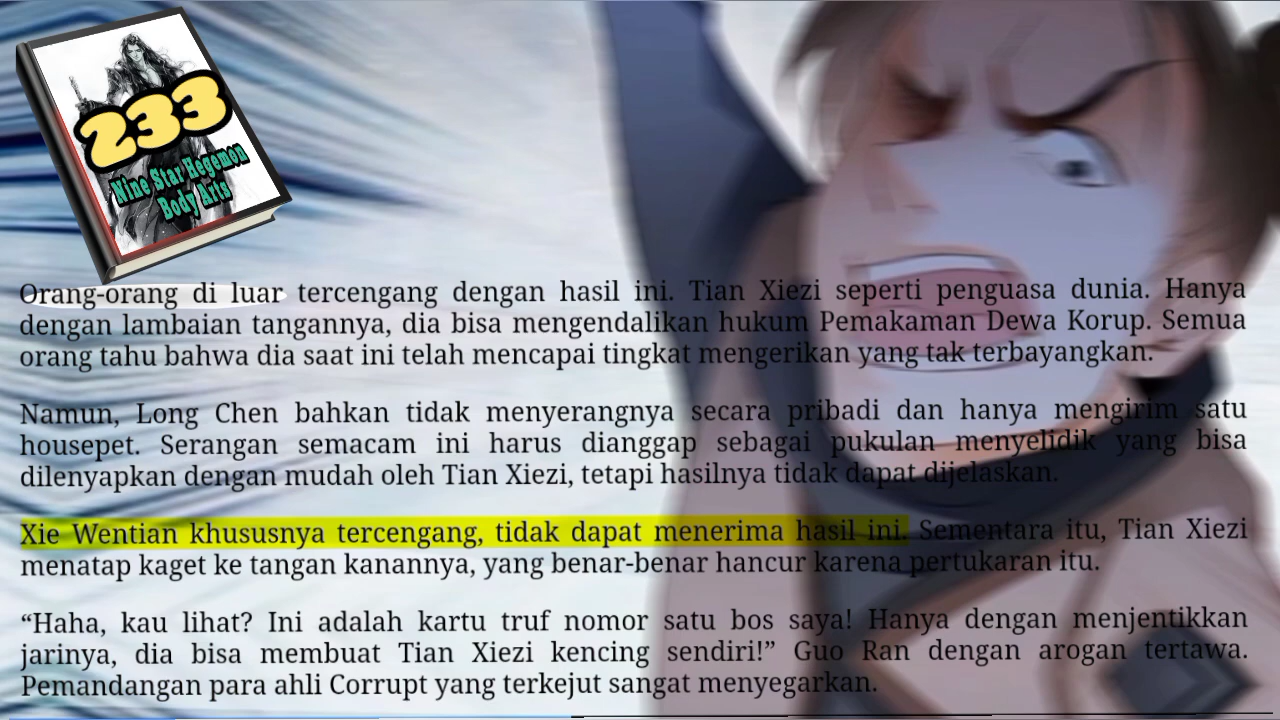 233
Nine Star Hegemon
Body Arts
Orang-orang di luar tercengang dengan hasil ini. Tian Xiezi seperti penguasa dunia. Hanya
dengan lambaian tangannya, dia bisa mengendalikan hukum Pemakaman Dewa Korup. Semua
orang tahu bahwa dia saat ini telah mencapai tingkat mengerikan yang tak terbayangkan.
Namun, Long Chen bahkan tidak menyerangnya secara pribadi dan hanya mengirim satu
housepet. Serangan semacam ini harus dianggap sebagai pukulan menyelidik yang bisa
dilenyapkan dengan mudah oleh Tian Xiezi, tetapi hasilnya tidak dapat dijelaskan.
Xie Wentian khususnya tercengang, tidak dapat menerima hasil ini. Sementara itu, Tian Xiezi
menatap kaget ke tangan kanannya, yang benar-benar hancur karena pertukaran itu.
“Haha, kau lihat? Ini adalah kartu truf nomor satu bos saya! Hanya dengan menjentikkan
jarinya, dia bisa membuat Tian Xiezi kencing sendiri!” Guo Ran dengan arogan tertawa.
Pemandangan para ahli Corrupt yang terkejut sangat menyegarkan.